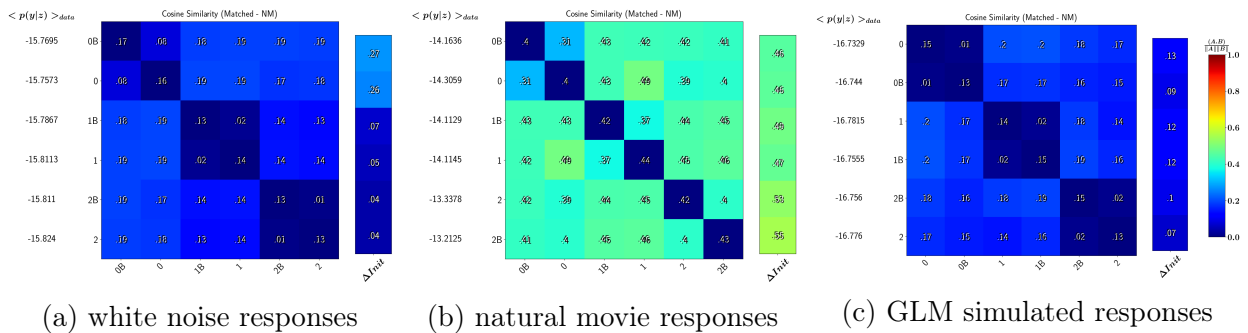 < p(y|z) >data
Cosine Similarity (Matched - NM)
-15.7695 0B .17 .08 .18 .19 .19 .19 .27
-15.7573 0 .08 .16 .19 .19 .17 .18 .26
-15.7867 1B .18 .19 .13 .02 .14 .13 .07
-15.8113 1 .19 .19 .02 .14 .14 .14 .05
-15.811 2B .19 .17 .14 .14 .13 .01 .04
-15.824 2 .19 .18 .13 .14 .01 .13 .04
0B 0 1B 1 2B 2 ΔInit
(a) white noise responses
< p(y|z) >data
Cosine Similarity (Matched - NM)
-14.1636 0B .4 .31 .43 .42 .42 .41
-14.3059 0 .31 .4 .43 .39 .4
-14.1129 1B .43 .43 .42 .37 .44 .45
-14.1145 1 .42 .37 .44 .45 .46 .47
-13.3378 2 .42 .39 .44 .45 .42 .4 .53
-13.2125 2B .41 .4 .45 .46 .4 .43 .55
0B 0 1B 1 2 2B ΔInit
(b) natural movie responses
< p(y|z) >data
Cosine Similarity (Matched - NM)
-16.7329 0 .15 .01 .2 .2 .18 .17 .13
-16.744 0B .01 .13 .17 .17 .16 .15 .09
-16.7815 1 .2 .17 .14 .02 .18 .14 .12
-16.7555 1B .2 .17 .02 .15 .19 .16 .12
-16.756 2B .18 .16 .18 .19 .15 .02 .1
-16.776 2 .17 .15 .14 .16 .02 .13 .07
0 0B 1 1B 2B 2 ΔInit
(A.B)
||A||||B||
1.0
0.8
0.6
0.4
0.2
0.0
(c) GLM simulated responses